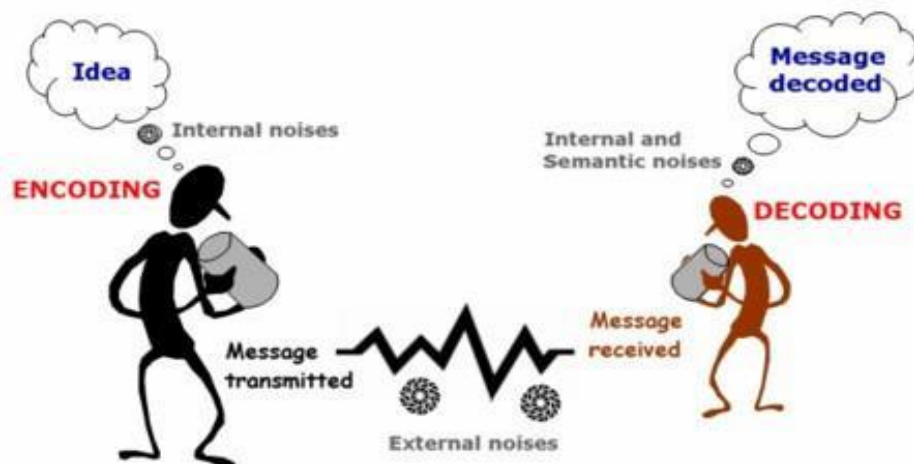 Idea
Internal noises
ENCODING
Message
transmitted
External noises
Message
received
Message
decoded
Internal and
Semantic noises
DECODING